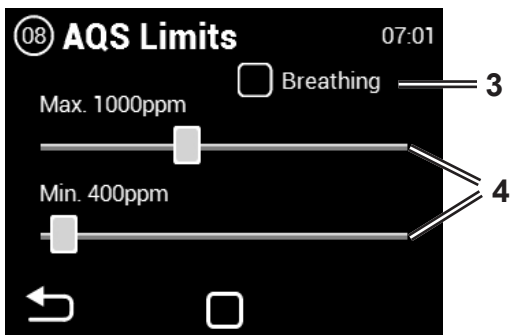 08 AQS Limits 07:01
Breathing 3
Max. 1000ppm
4
Min. 400ppm